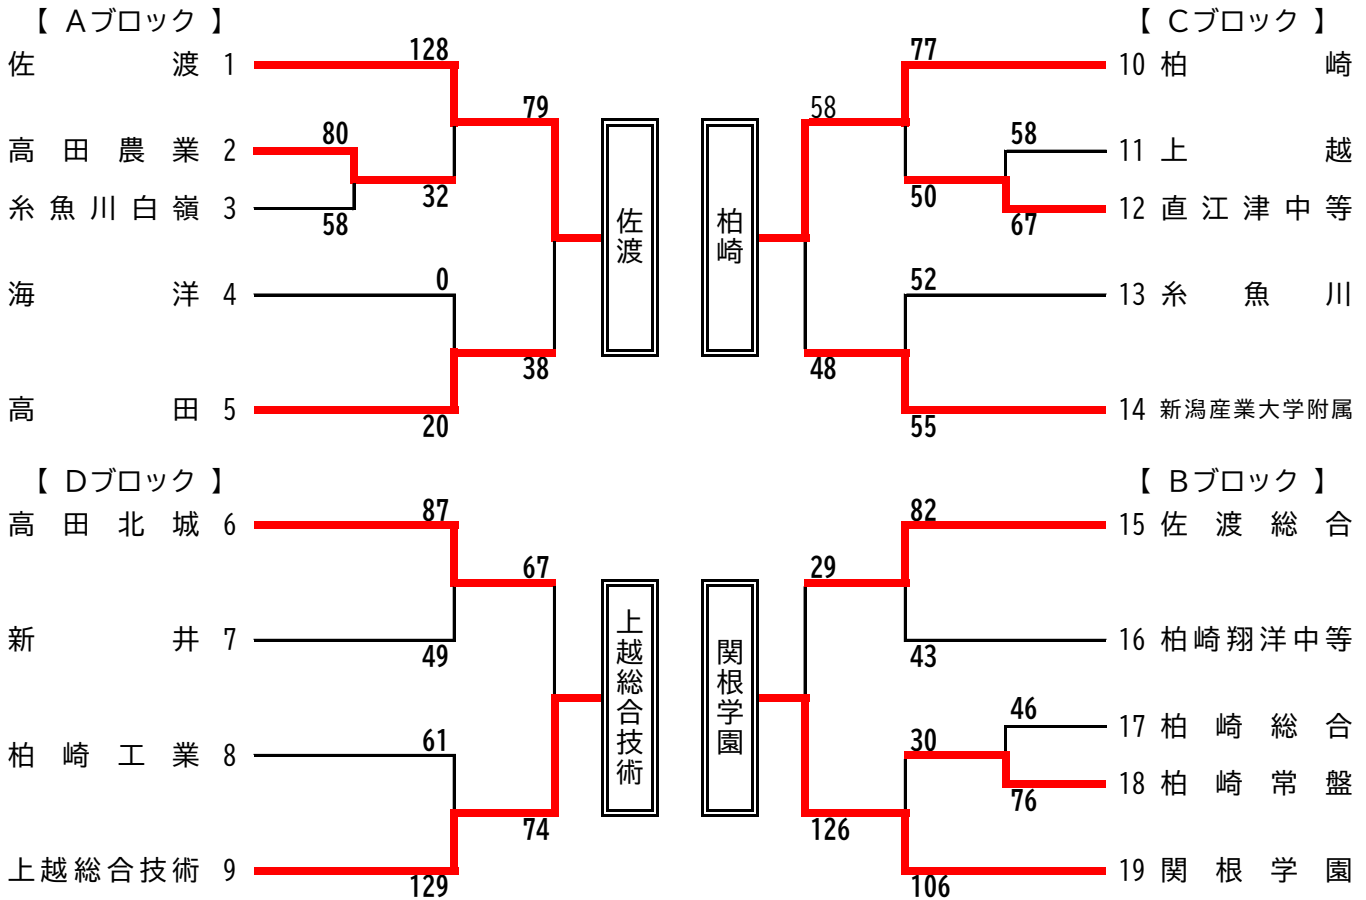 【 Aブロック 】
佐渡 1
128
79
高田農業 2
80
32
糸魚川白嶺 3
58
海洋 4
0
38
高田 5
20
佐渡
【 Cブロック 】
77
10 柏崎
58
58
11 上越
50
12 直江津中等
67
52
13 糸魚川
48
14 新潟産業大学附属
55
柏崎
【 Dブロック 】
高田北城 6
87
67
新井 7
49
柏崎工業 8
61
74
上越総合技術 9
129
上越総合技術
【 Bブロック 】
82
15 佐渡総合
29
16 柏崎翔洋中等
43
46
17 柏崎総合
30
18 柏崎常盤
76
126
19 関根学園
106
関根学園